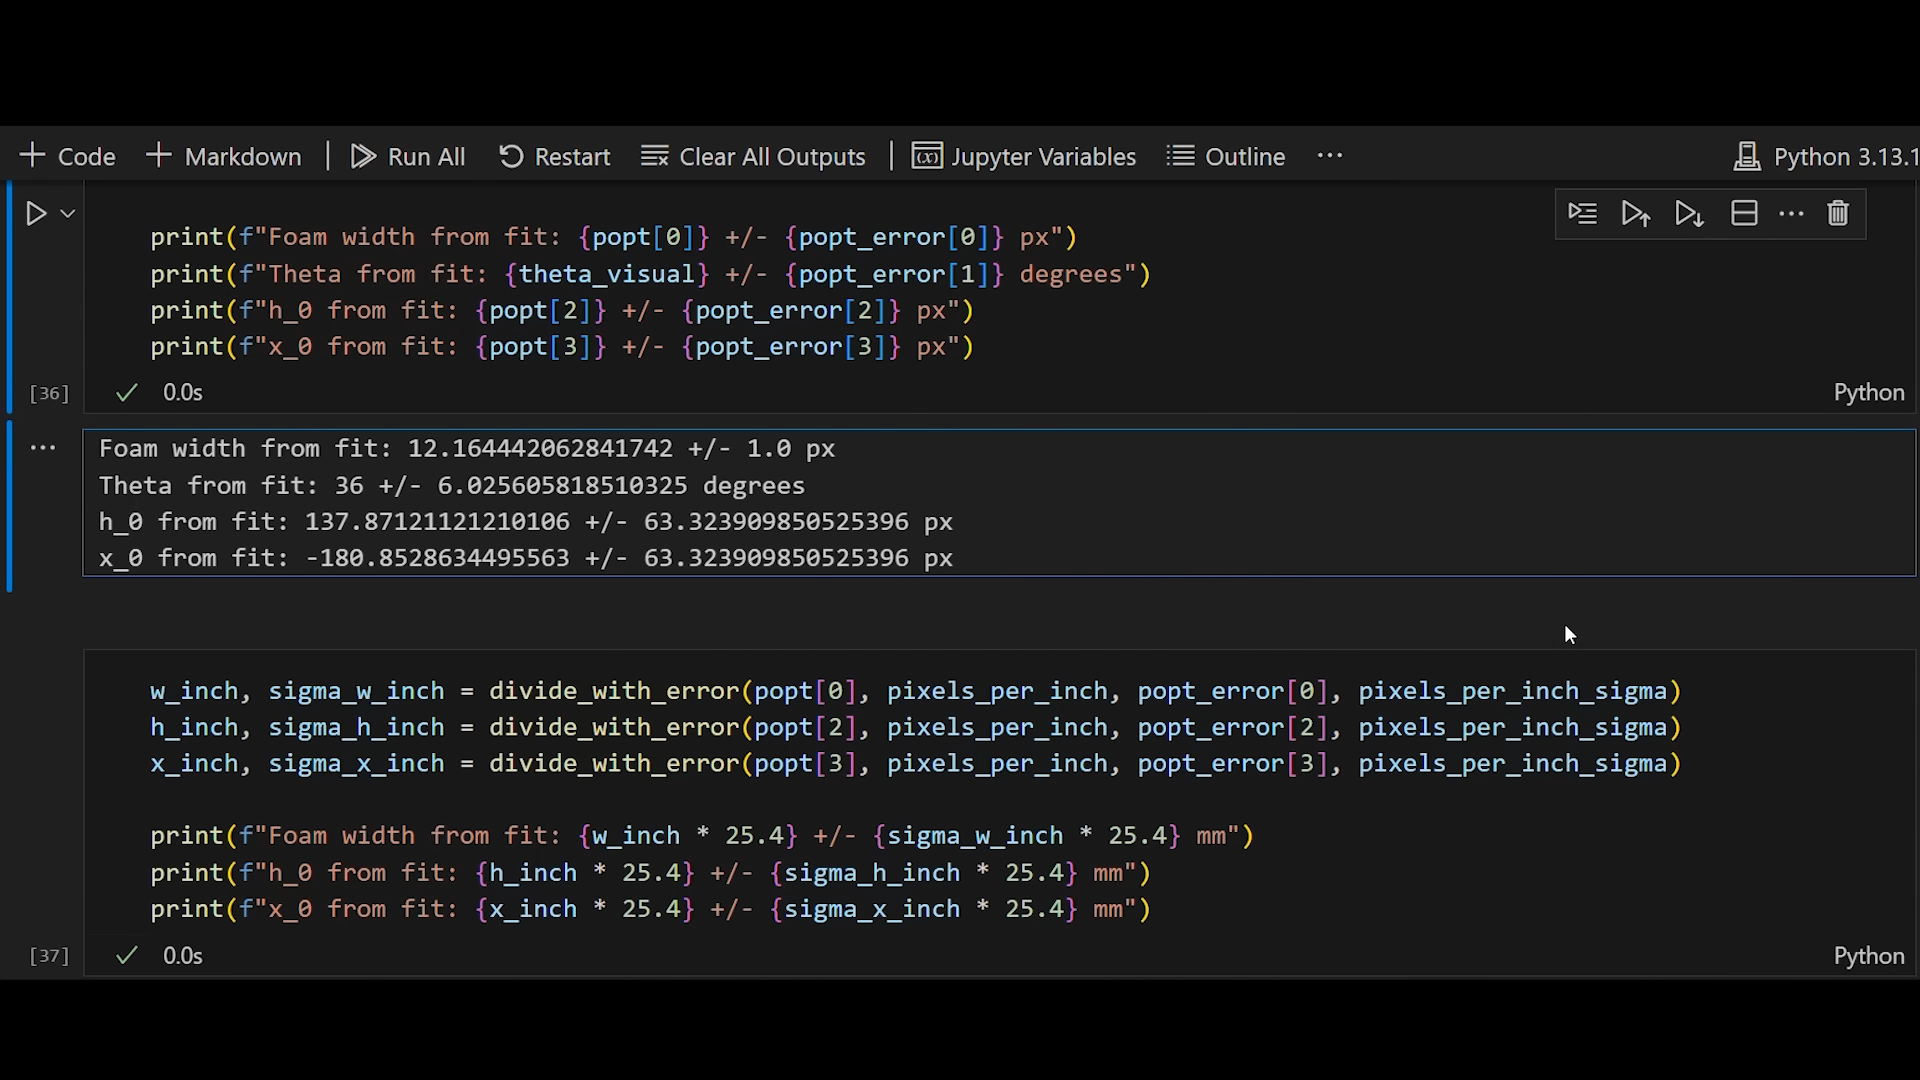 Code Markdown Run All Restart Clear All Outputs (x) Jupyter Variables Outline ... Python 3.13.1
print(f"Foam width from fit: {popt[0]} +/- {popt_error[0]} px")
print(f"Theta from fit: {theta_visual} +/- {popt_error[1]} degrees")
print(f"h_0 from fit: {popt[2]} +/- {popt_error[2]} px")
print(f"x_0 from fit: {popt[3]} +/- {popt_error[3]} px")
[36] 0.0s Python
Foam width from fit: 12.164442062841742 +/- 1.0 px
Theta from fit: 36 +/- 6.025605818510325 degrees
h_0 from fit: 137.87121121210106 +/- 63.323909850525396 px
x_0 from fit: -180.8528634495563 +/- 63.323909850525396 px
w_inch, sigma_w_inch = divide_with_error(popt[0], pixels_per_inch, popt_error[0], pixels_per_inch_sigma)
h_inch, sigma_h_inch = divide_with_error(popt[2], pixels_per_inch, popt_error[2], pixels_per_inch_sigma)
x_inch, sigma_x_inch = divide_with_error(popt[3], pixels_per_inch, popt_error[3], pixels_per_inch_sigma)
print(f"Foam width from fit: {w_inch * 25.4} +/- {sigma_w_inch * 25.4} mm")
print(f"h_0 from fit: {h_inch * 25.4} +/- {sigma_h_inch * 25.4} mm")
print(f"x_0 from fit: {x_inch * 25.4} +/- {sigma_x_inch * 25.4} mm")
[37] 0.0s Python